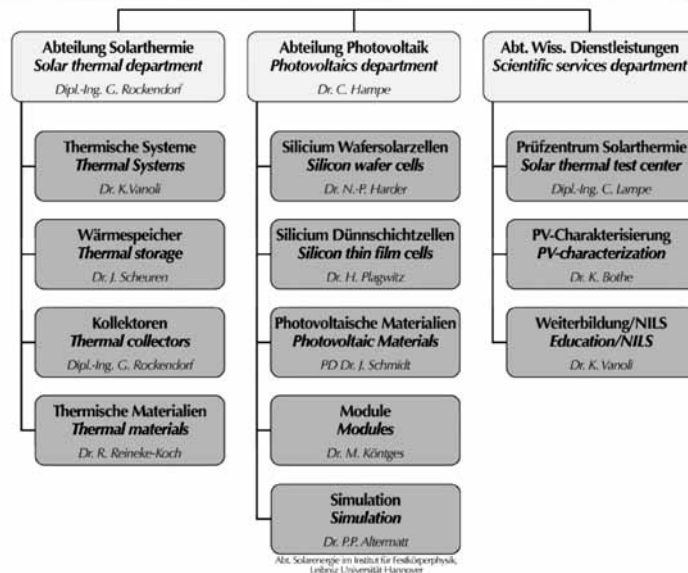 Abteilung Solarthermie
Solar thermal department
Dipl.-Ing. G. Rockendorf
Thermische Systeme
Thermal Systems
Dr. K.Vanoli
Wärmespeicher
Thermal storage
Dr. J. Scheuren
Kollektoren
Thermal collectors
Dipl.-Ing. G. Rockendorf
Thermische Materialien
Thermal materials
Dr. R. Reineke-Koch
Abteilung Photovoltaik
Photovoltaics department
Dr. C. Hampe
Silicium Wafersolarzellen
Silicon wafer cells
Dr. N.-P. Harder
Silicium Dünnschichtzellen
Silicon thin film cells
Dr. H. Plagwitz
Photovoltaische Materialien
Photovoltaic Materials
PD Dr. J. Schmidt
Module
Modules
Dr. M. Köntges
Simulation
Simulation
Dr. P.P. Altermatt
Abt. Solarenergie im Institut für Festkörperphysik,
Leibniz Universität Hannover
Abt. Wiss. Dienstleistungen
Scientific services department
Prüfzentrum Solarthermie
Solar thermal test center
Dipl.-Ing. C. Lampe
PV-Charakterisierung
PV-characterization
Dr. K. Bothe
Weiterbildung/NILS
Education/NILS
Dr. K. Vanoli